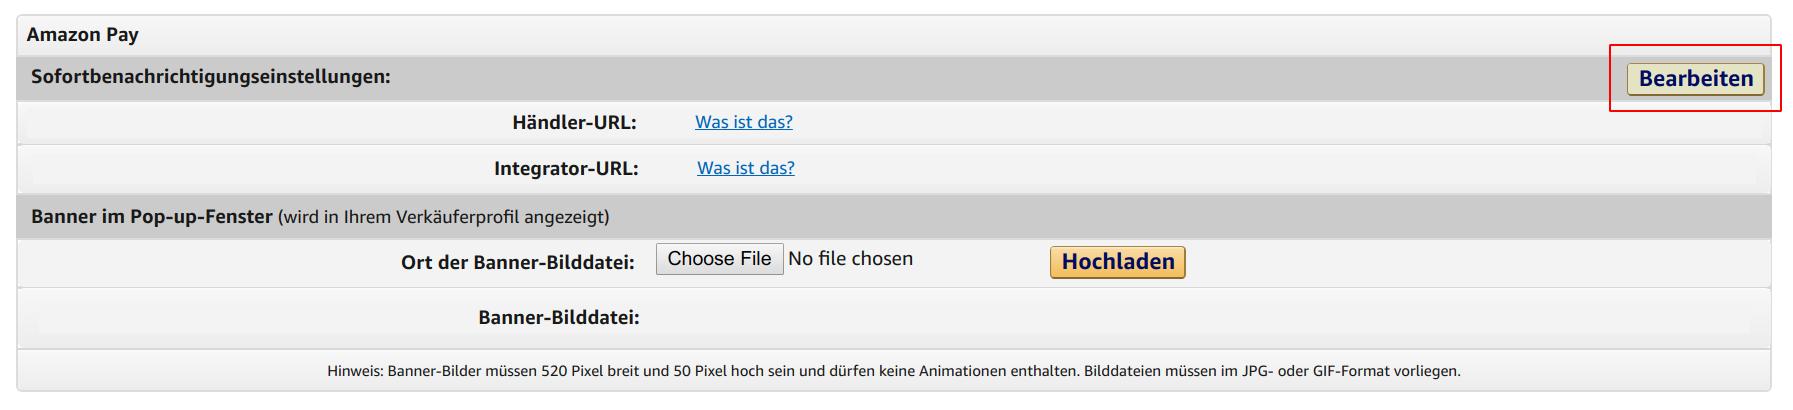 Amazon Pay
Sofortbenachrichtigungseinstellungen: Bearbeiten
Händler-URL: Was ist das?
Integrator-URL: Was ist das?
Banner im Pop-up-Fenster (wird in Ihrem Verkäuferprofil angezeigt)
Ort der Banner-Bilddatei: Choose File No file chosen Hochladen
Banner-Bilddatei:
Hinweis: Banner-Bilder müssen 520 Pixel breit und 50 Pixel hoch sein und dürfen keine Animationen enthalten. Bilddateien müssen im JPG- oder GIF-Format vorliegen.